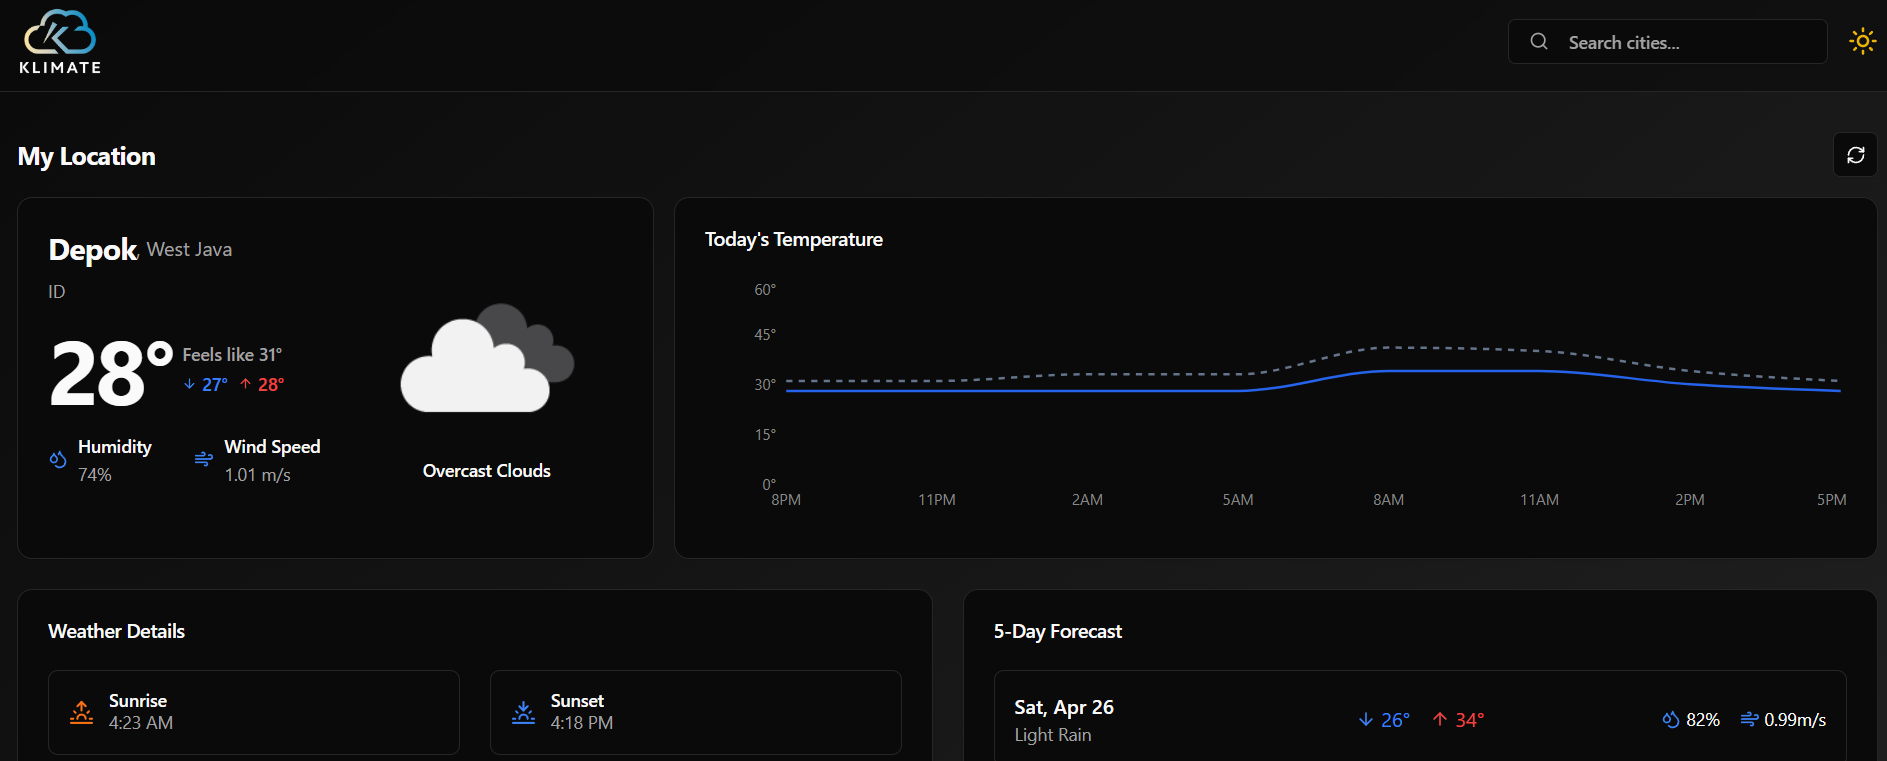 KLIMATE
Search cities...
My Location
Depok, West Java
ID
28°
Feels like 31°
↓ 27° ↑ 28°
Humidity
74%
Wind Speed
1.01 m/s
Overcast Clouds
Today's Temperature
60°
45°
30°
15°
0°
8PM 11PM 2AM 5AM 8AM 11AM 2PM 5PM
Weather Details
Sunrise
4:23 AM
Sunset
4:18 PM
5-Day Forecast
Sat, Apr 26
Light Rain
↓ 26° ↑ 34°
82% 0.99m/s